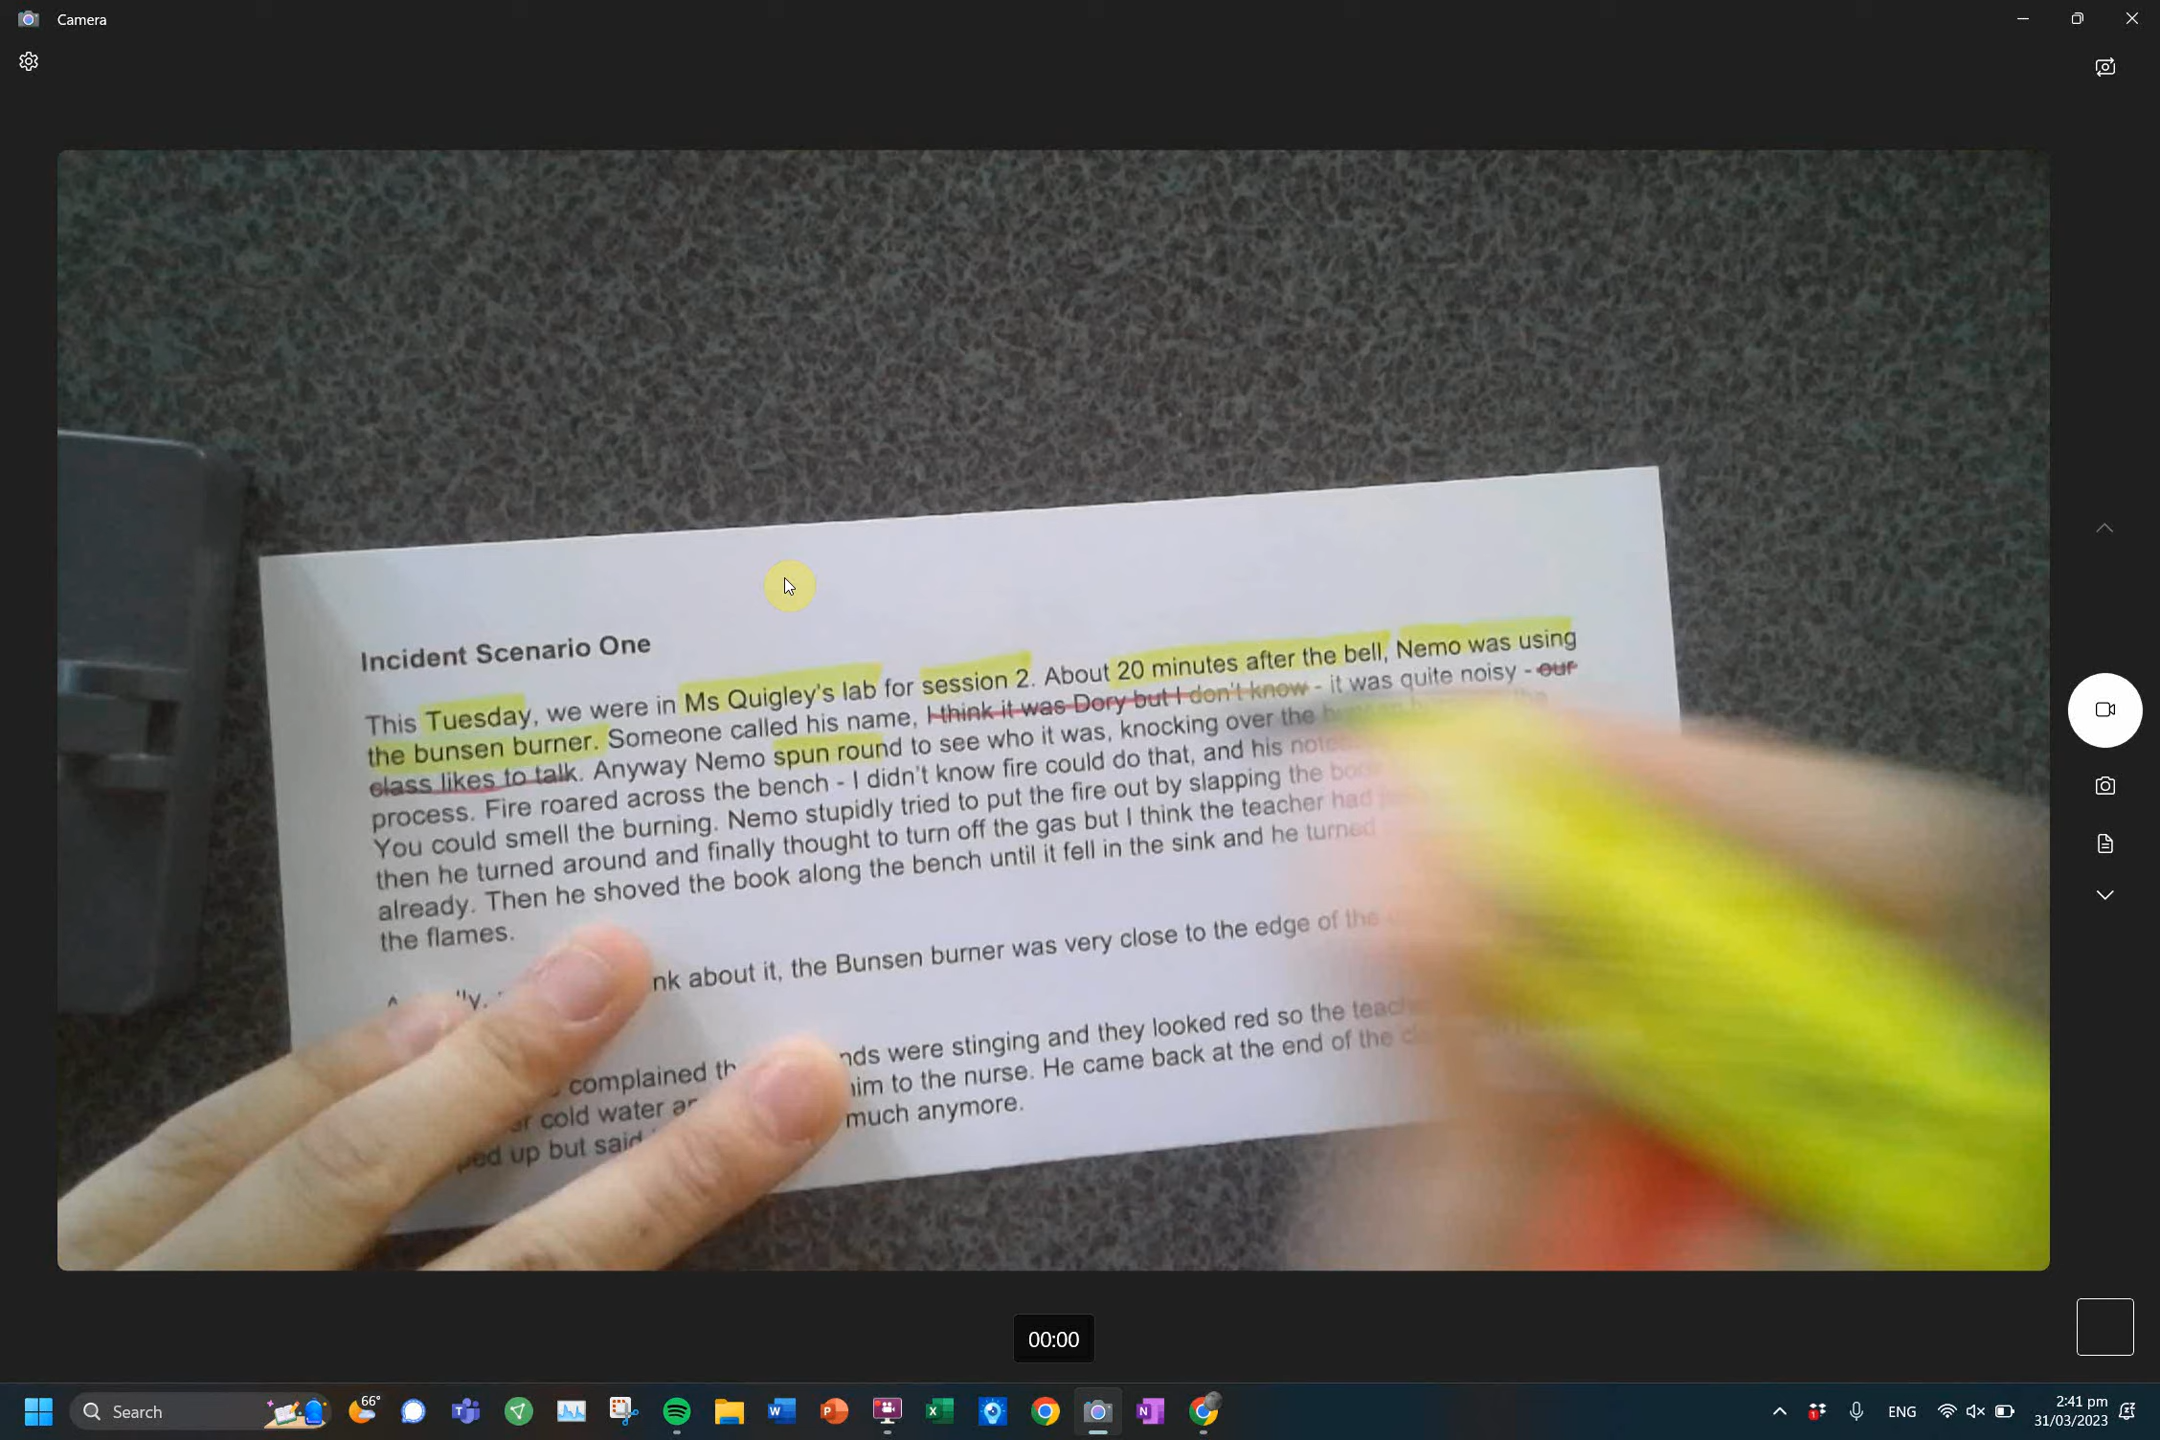 Camera
Incident Scenario One
This Tuesday, we were in Ms Quigley's lab for session 2. About 20 minutes after the bell, Nemo was using
the bunsen burner. Someone called his name, I think it was Dory but I don't know - it was quite noisy - our
class likes to talk. Anyway Nemo spun round to see who it was, knocking over the
process. Fire roared across the bench - I didn't know fire could do that, and his
You could smell the burning. Nemo stupidly tried to put the fire out by slapping the
then he turned around and finally thought to turn off the gas but I think the teacher had
already. Then he shoved the book along the bench until it fell in the sink and he turned
the flames.
about it, the Bunsen burner was very close to the edge of the
complained were stinging and they looked red so the
cold water him to the nurse. He came back at the end of the
up but said much anymore.
00:00
66°
Search
ENG
2:41 pm
31/03/2023